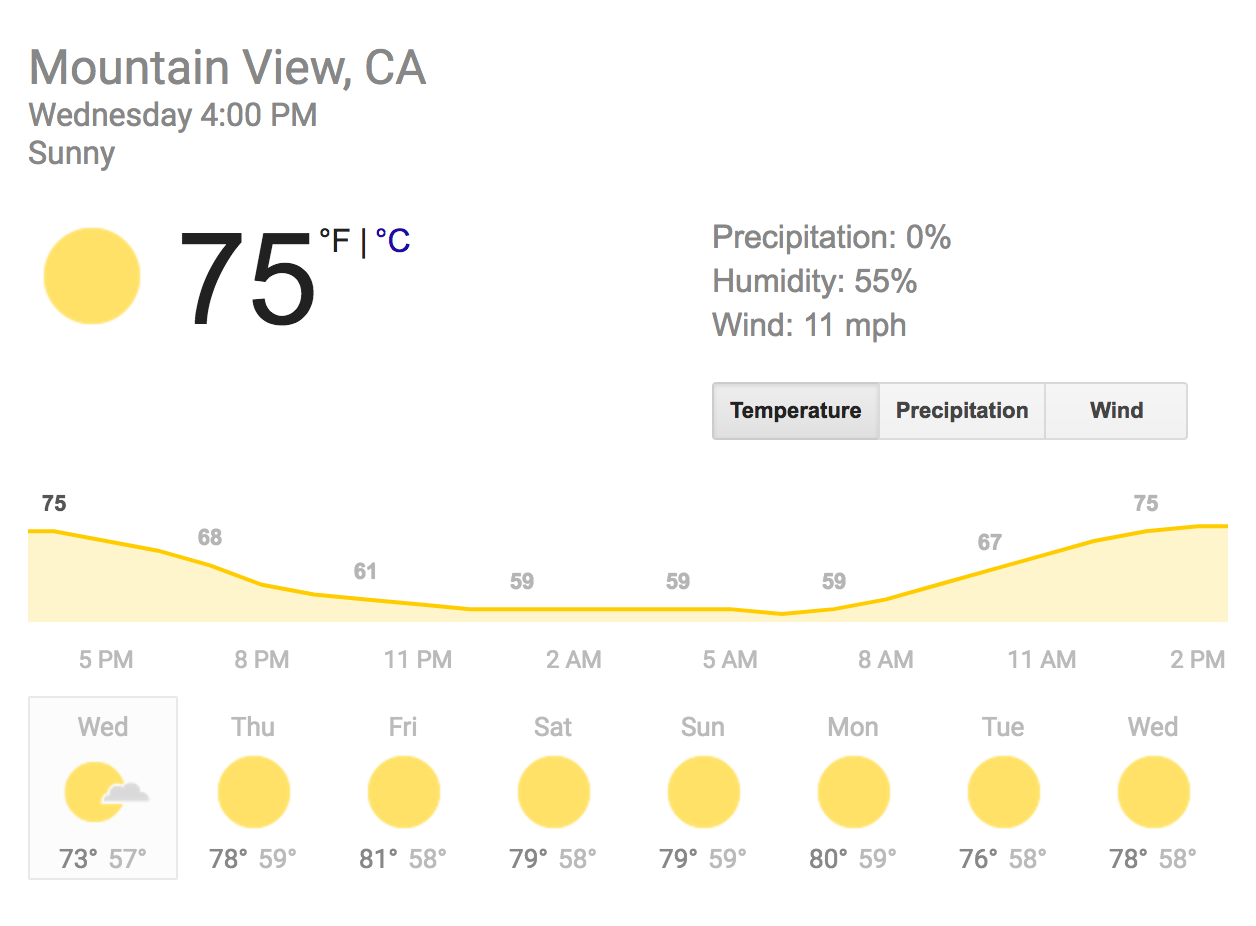 Mountain View, CA
Wednesday 4:00 PM
Sunny
75 °F | °C
Precipitation: 0%
Humidity: 55%
Wind: 11 mph
Temperature Precipitation Wind
75 68 61 59 59 59 67 75
5 PM 8 PM 11 PM 2 AM 5 AM 8 AM 11 AM 2 PM
Wed Thu Fri Sat Sun Mon Tue Wed
73° 57° 78° 59° 81° 58° 79° 58° 79° 59° 80° 59° 76° 58° 78° 58°